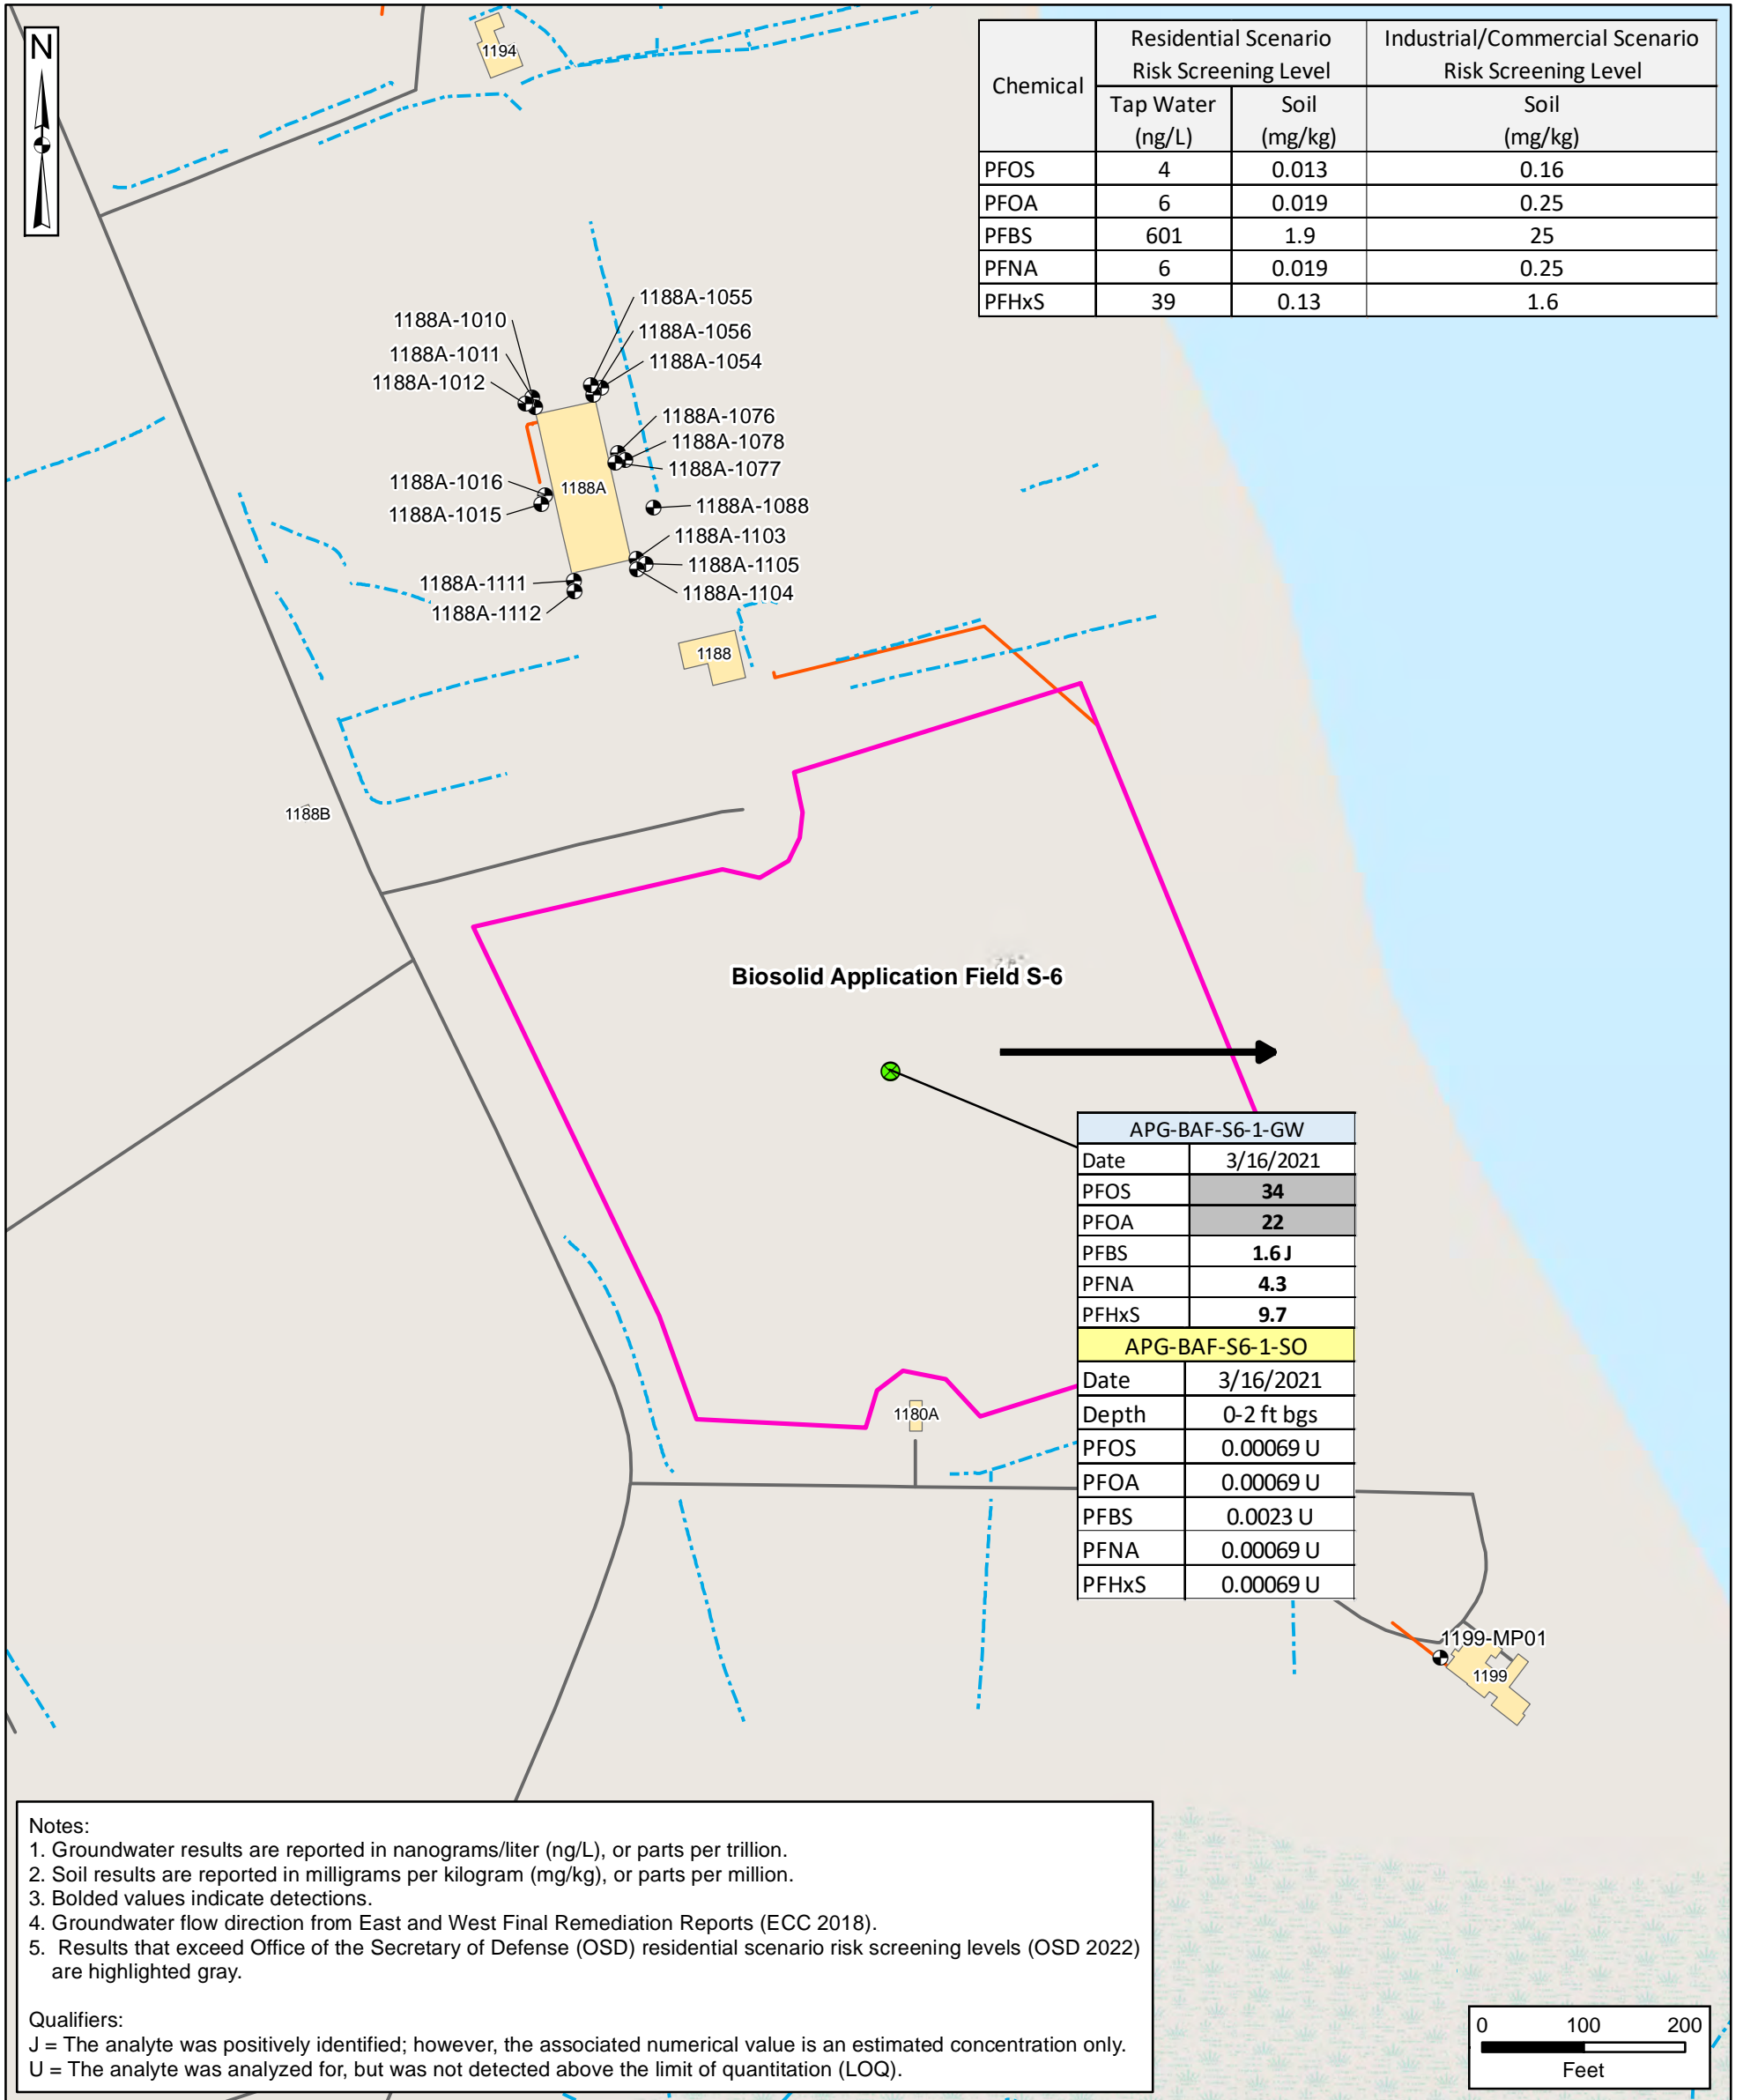 N
1194
Chemical
Residential Scenario
Risk Screening Level
Industrial/Commercial Scenario
Risk Screening Level
Tap Water
(ng/L)
Soil
(mg/kg)
Soil
(mg/kg)
PFOS 4 0.013 0.16
PFOA 6 0.019 0.25
PFBS 601 1.9 25
PFNA 6 0.019 0.25
PFHxS 39 0.13 1.6
1188A-1055
1188A-1010
1188A-1056
1188A-1011
1188A-1054
1188A-1012
1188A-1076
1188A-1078
1188A-1077
1188A-1016
1188A
1188A-1088
1188A-1015
1188A-1103
1188A-1105
1188A-1111
1188A-1104
1188A-1112
1188
1188B
Biosolid Application Field S-6
APG-BAF-S6-1-GW
Date 3/16/2021
PFOS 34
PFOA 22
PFBS 1.6 J
PFNA 4.3
PFHxS 9.7
APG-BAF-S6-1-SO
Date 3/16/2021
Depth 0-2 ft bgs
PFOS 0.00069 U
PFOA 0.00069 U
PFBS 0.0023 U
PFNA 0.00069 U
PFHxS 0.00069 U
1180A
1199-MP01
1199
Notes:
1. Groundwater results are reported in nanograms/liter (ng/L), or parts per trillion.
2. Soil results are reported in milligrams per kilogram (mg/kg), or parts per million.
3. Bolded values indicate detections.
4. Groundwater flow direction from East and West Final Remediation Reports (ECC 2018).
5. Results that exceed Office of the Secretary of Defense (OSD) residential scenario risk screening levels (OSD 2022)
are highlighted gray.
Qualifiers:
J = The analyte was positively identified; however, the associated numerical value is an estimated concentration only.
U = The analyte was analyzed for, but was not detected above the limit of quantitation (LOQ).
0 100 200
Feet